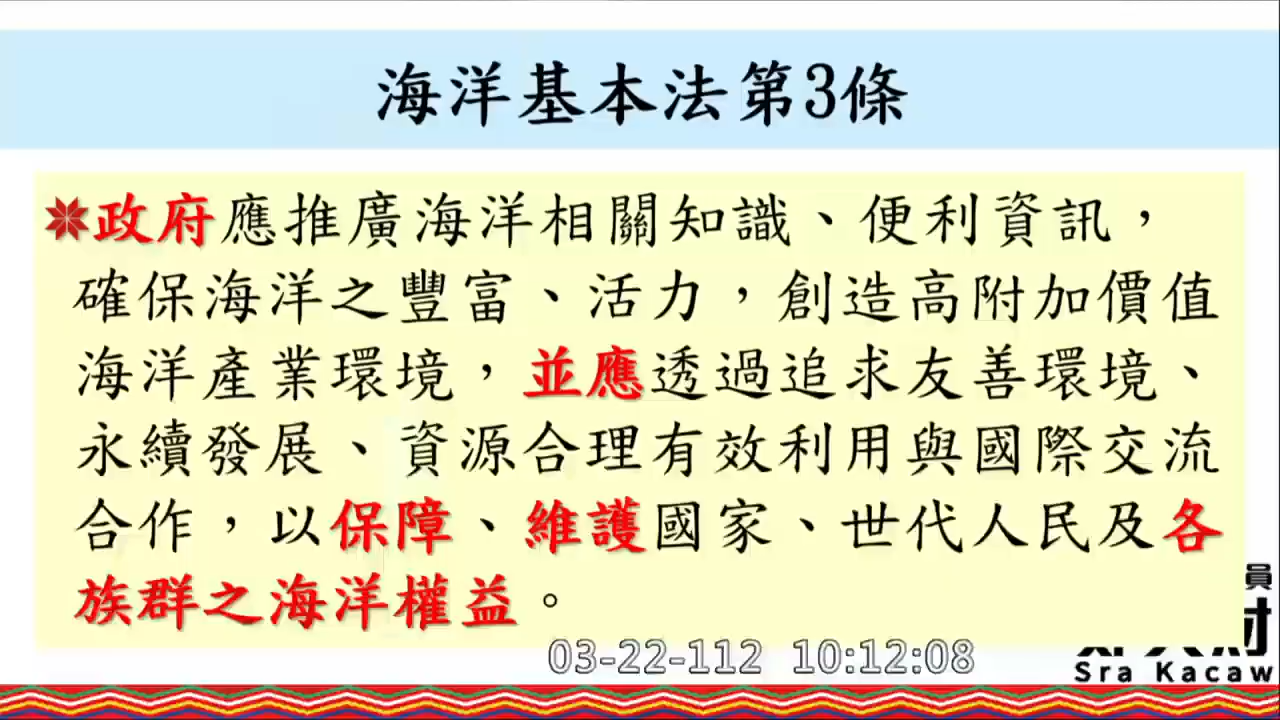 海洋基本法第3條
政府應推廣海洋相關知識、便利資訊，
確保海洋之豐富、活力，創造高附加價值
海洋產業環境，並應透過追求友善環境、
永續發展、資源合理有效利用與國際交流
合作，以保障、維護國家、世代人民及各
族群之海洋權益。
員
03-22-112 10:12:08
Sra Kacaw